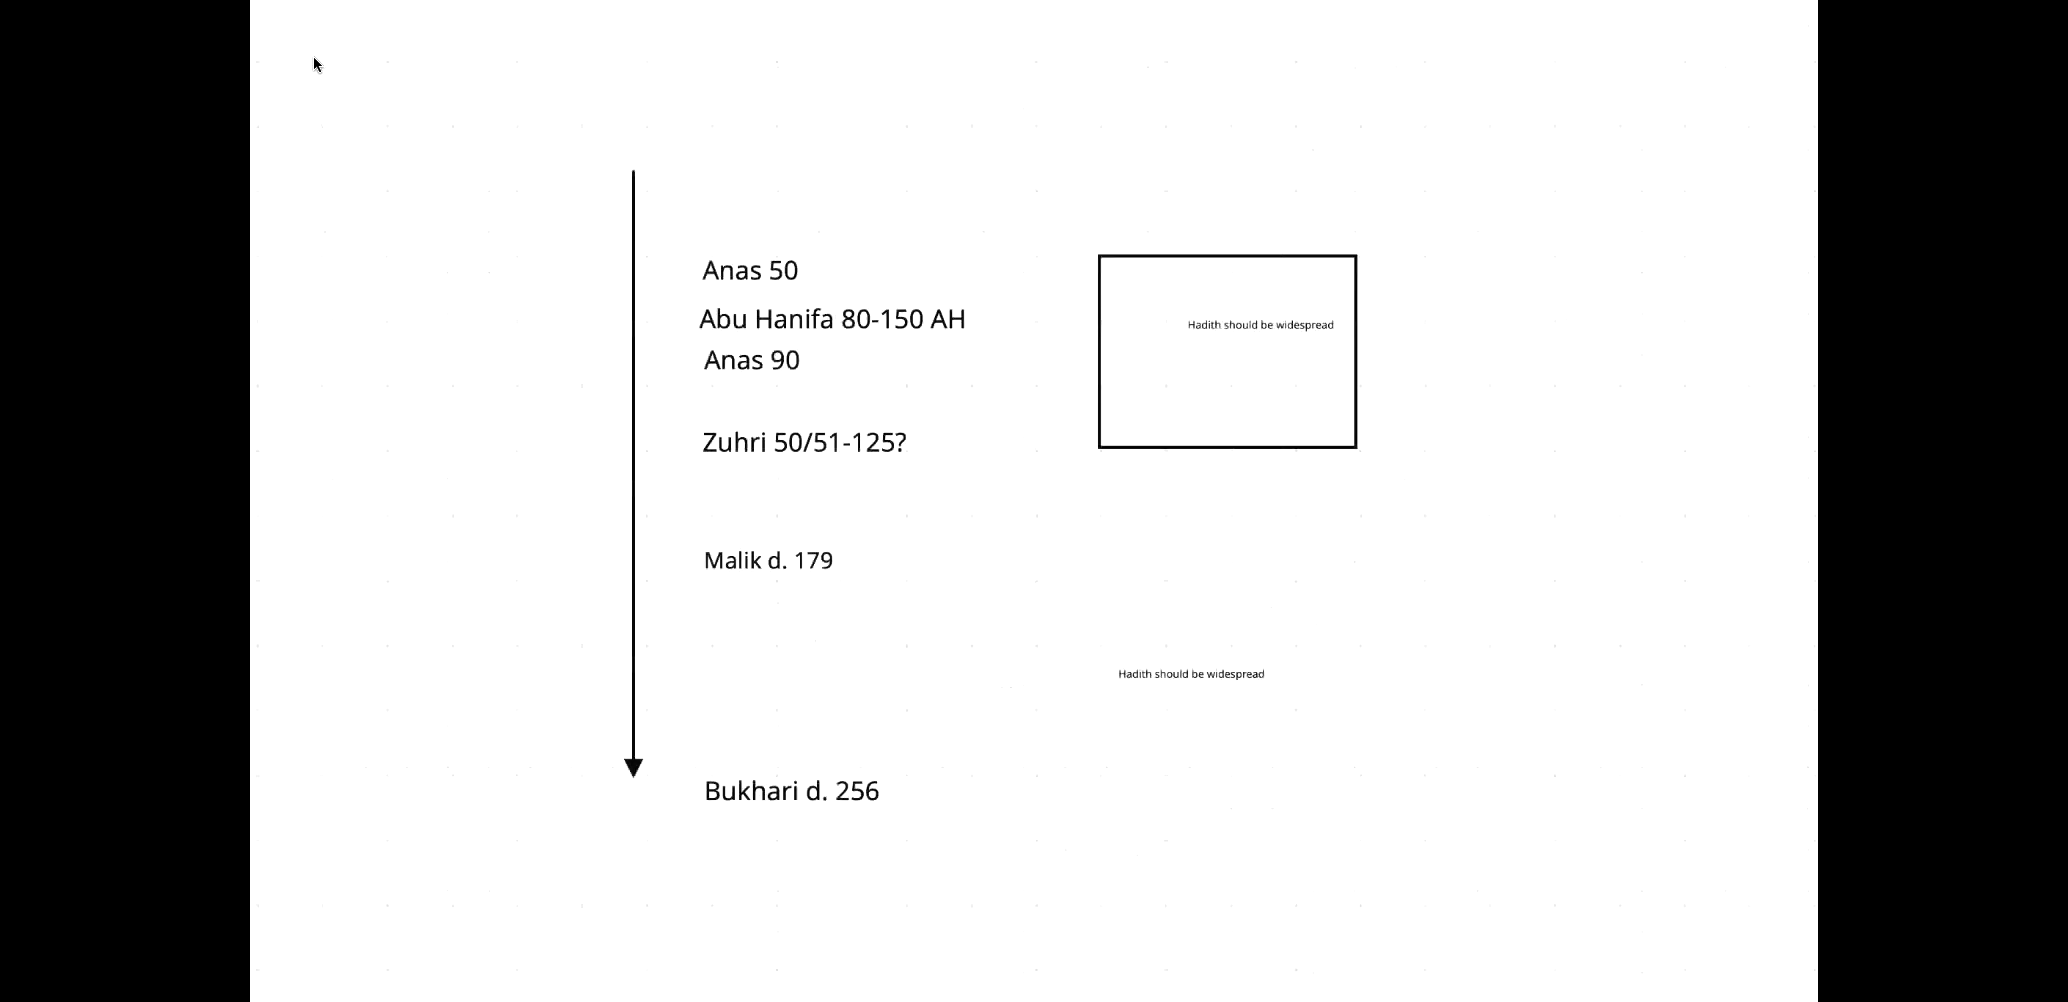 Anas 50
Abu Hanifa 80-150 AH
Hadith should be widespread
Anas 90
Zuhri 50/51-125?
Malik d. 179
Hadith should be widespread
Bukhari d. 256